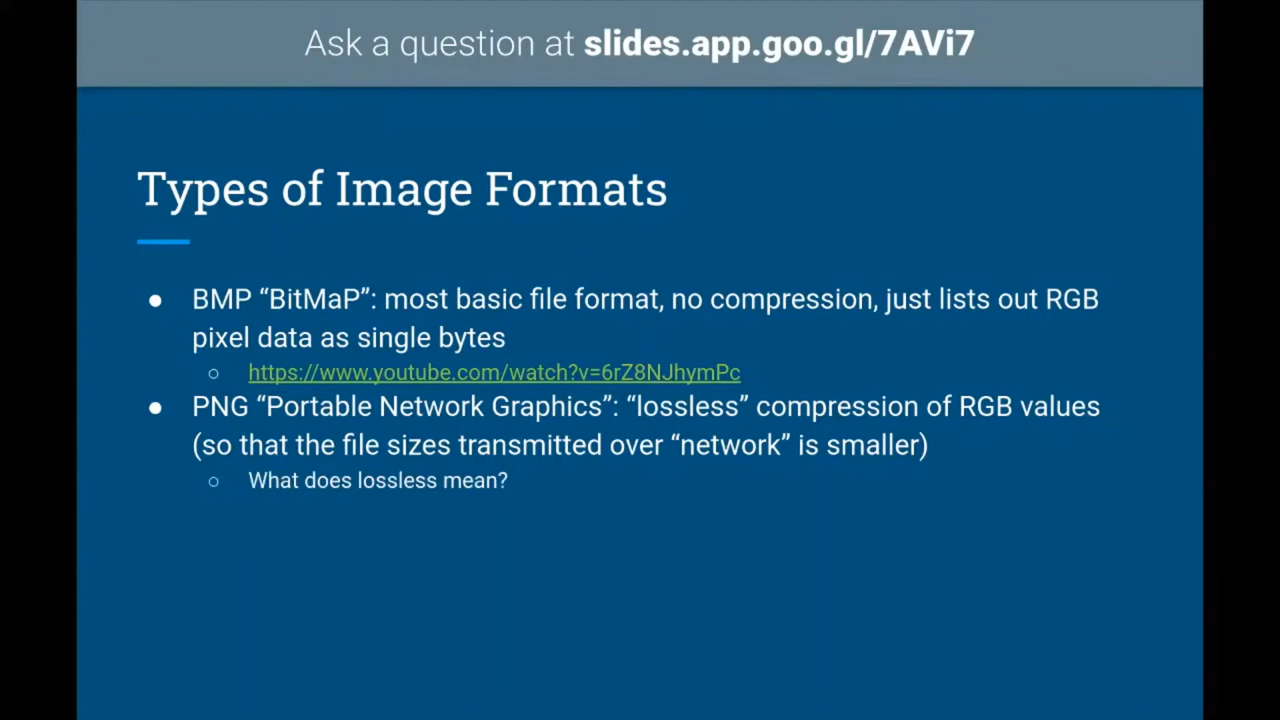 Ask a question at slides.app.goo.gl/7AVi7
Types of Image Formats
● BMP “BitMaP”: most basic file format, no compression, just lists out RGB
pixel data as single bytes
○ https://www.youtube.com/watch?v=6rZ8NJhymPc
● PNG “Portable Network Graphics”: “lossless” compression of RGB values
(so that the file sizes transmitted over “network” is smaller)
○ What does lossless mean?